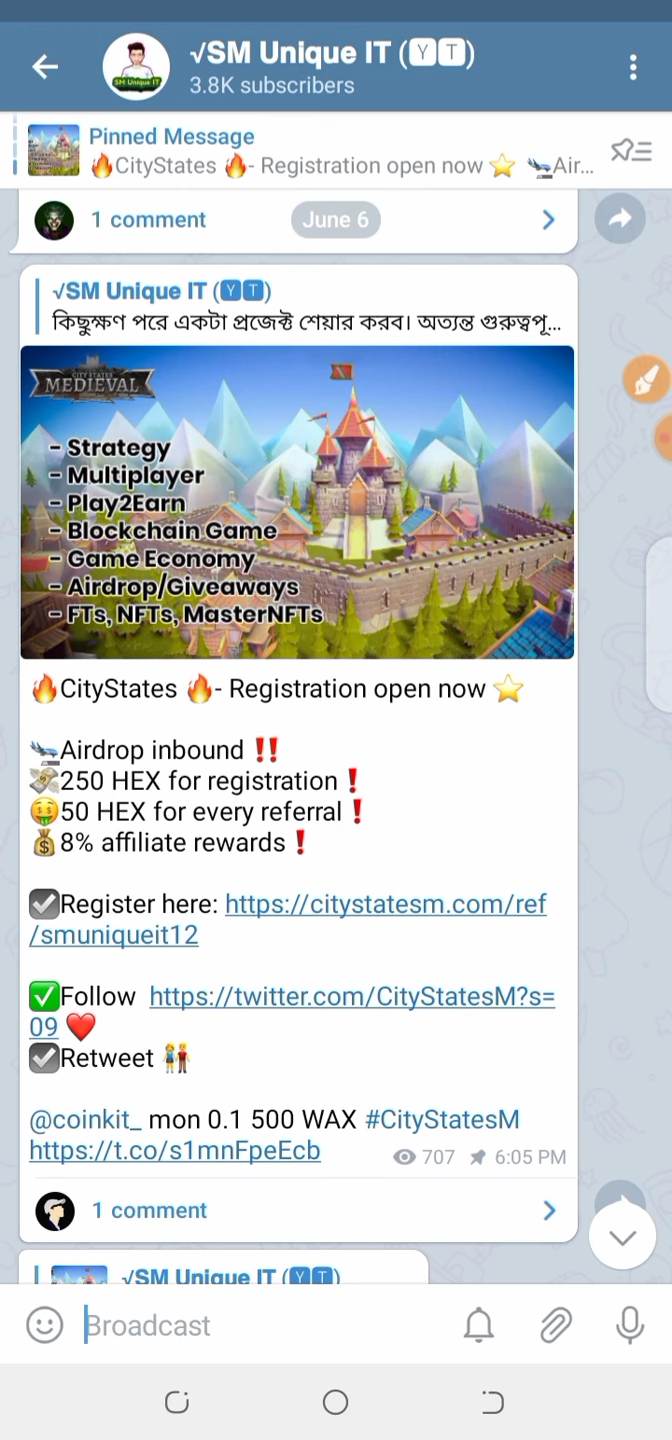 √SM Unique IT (🆈🆃)
3.8K subscribers
Pinned Message
🔥CityStates 🔥- Registration open now ⭐ 🛬Air...
1 comment
June 6
√SM Unique IT (🆈🆃)
কিছুক্ষণ পরে একটা প্রজেক্ট শেয়ার করব। অত্যন্ত গুরুত্বপূ...
CITY STATES
MEDIEVAL
- Strategy
- Multiplayer
- Play2Earn
- Blockchain Game
- Game Economy
- Airdrop/Giveaways
- FTs, NFTs, MasterNFTs
🔥CityStates 🔥- Registration open now ⭐
🛬Airdrop inbound ‼️
💸250 HEX for registration❗
🤑50 HEX for every referral❗
💰8% affiliate rewards❗
☑️Register here: https://citystatesm.com/ref
/smuniqueit12
✅Follow https://twitter.com/CityStatesM?s=
09 ❤️
☑️Retweet 👫
@coinkit_ mon 0.1 500 WAX #CityStatesM
https://t.co/s1mnFpeEcb
707 6:05 PM
1 comment
√SM Unique IT (🆈🆃)
Broadcast